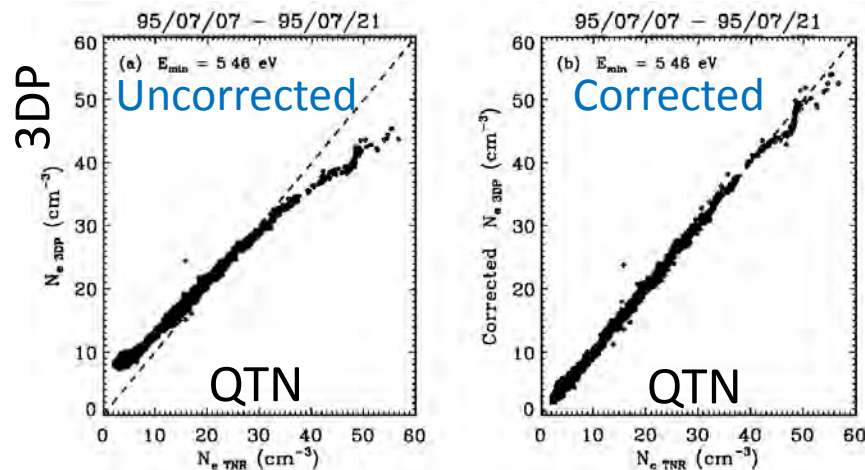 95/07/07 - 95/07/21
60
50
40
30
20
10
0
3DP
N_e 3DP (cm^-3)
(a) E_min = 5 46 eV
Uncorrected
QTN
0 10 20 30 40 50 60
N_e TNR (cm^-3)
95/07/07 - 95/07/21
60
50
40
30
20
10
0
Corrected N_e 3DP (cm^-3)
(b) E_min = 5 46 eV
Corrected
QTN
0 10 20 30 40 50 60
N_e TNR (cm^-3)